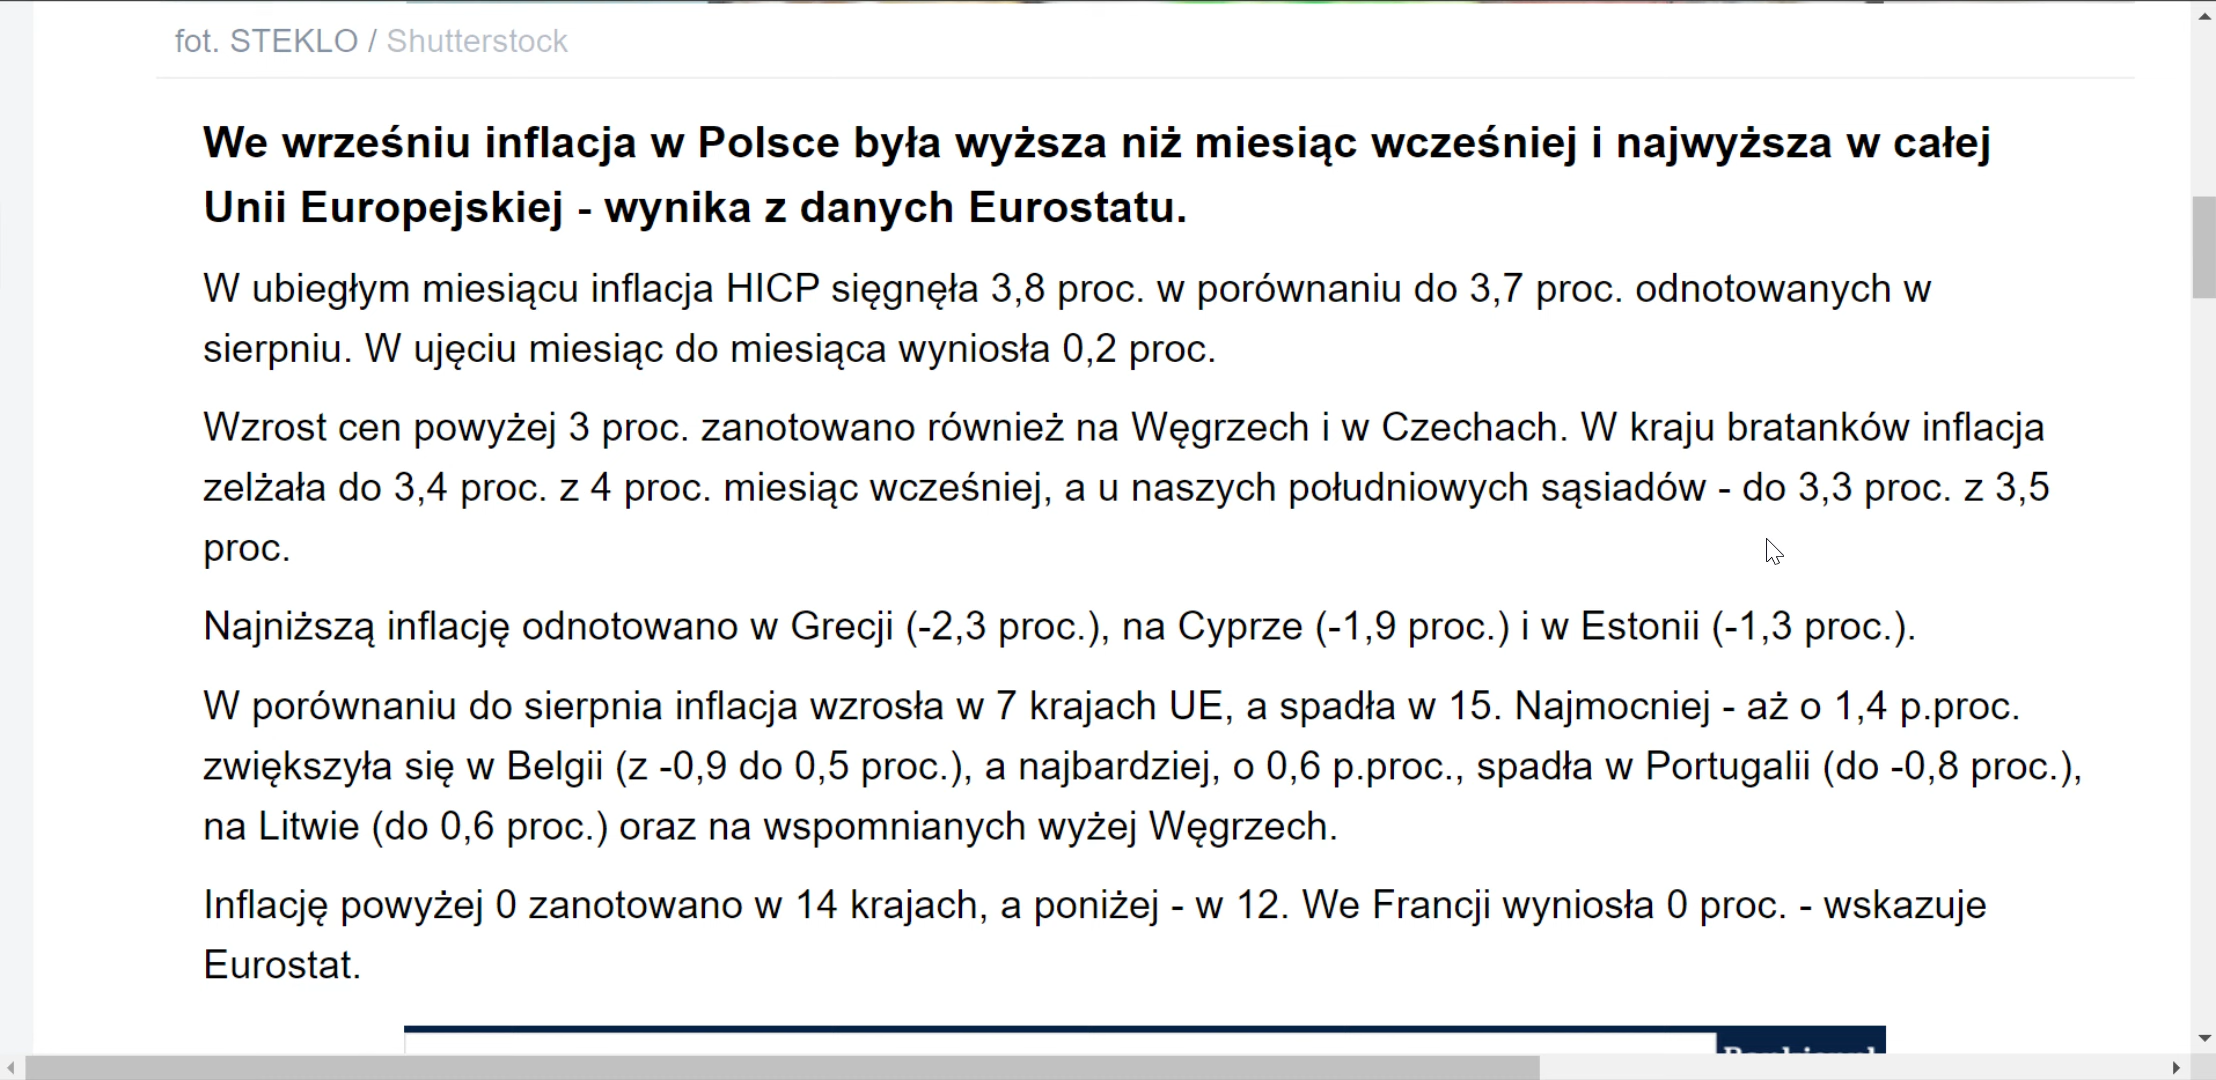 fot. STEKLO / Shutterstock
We wrześniu inflacja w Polsce była wyższa niż miesiąc wcześniej i najwyższa w całej
Unii Europejskiej - wynika z danych Eurostatu.
W ubiegłym miesiącu inflacja HICP sięgnęła 3,8 proc. w porównaniu do 3,7 proc. odnotowanych w
sierpniu. W ujęciu miesiąc do miesiąca wyniosła 0,2 proc.
Wzrost cen powyżej 3 proc. zanotowano również na Węgrzech i w Czechach. W kraju bratanków inflacja
zelżała do 3,4 proc. z 4 proc. miesiąc wcześniej, a u naszych południowych sąsiadów - do 3,3 proc. z 3,5
proc.
Najniższą inflację odnotowano w Grecji (-2,3 proc.), na Cyprze (-1,9 proc.) i w Estonii (-1,3 proc.).
W porównaniu do sierpnia inflacja wzrosła w 7 krajach UE, a spadła w 15. Najmocniej - aż o 1,4 p.proc.
zwiększyła się w Belgii (z -0,9 do 0,5 proc.), a najbardziej, o 0,6 p.proc., spadła w Portugalii (do -0,8 proc.),
na Litwie (do 0,6 proc.) oraz na wspomnianych wyżej Węgrzech.
Inflację powyżej 0 zanotowano w 14 krajach, a poniżej - w 12. We Francji wyniosła 0 proc. - wskazuje
Eurostat.